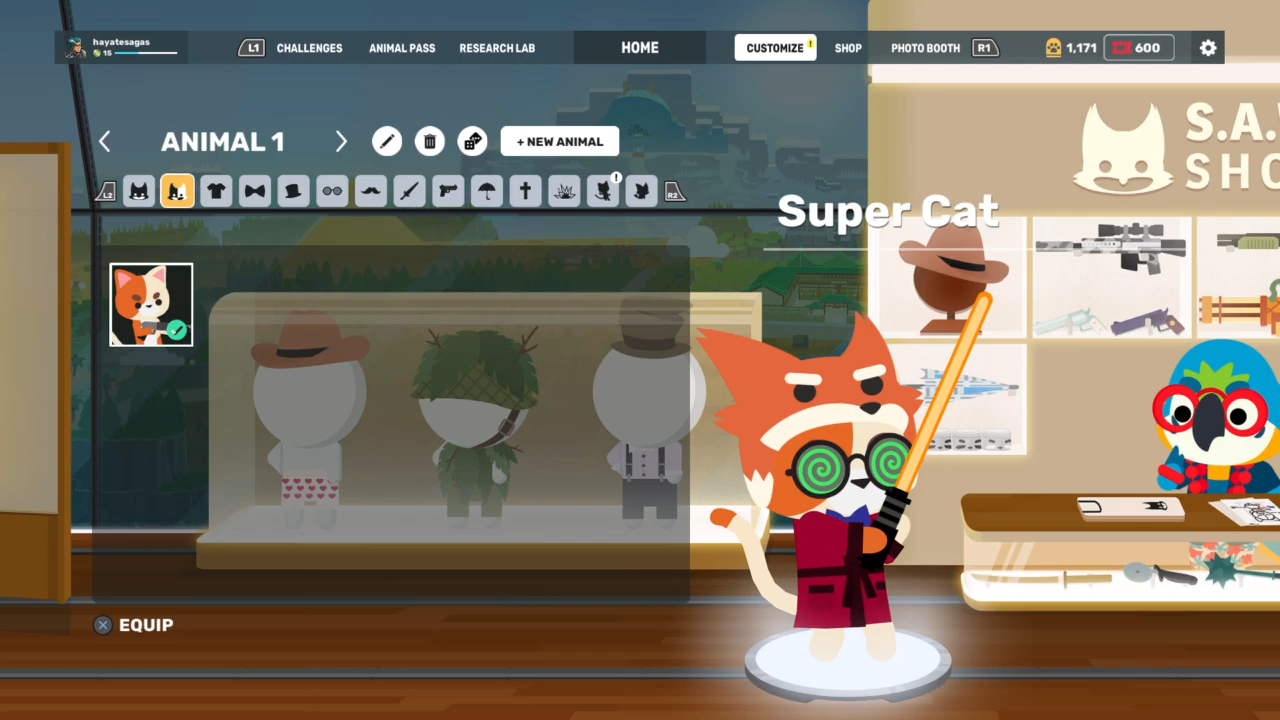 hayatesagas
15
L1 CHALLENGES ANIMAL PASS RESEARCH LAB HOME CUSTOMIZE ! SHOP PHOTO BOOTH R1 1,171 600
ANIMAL 1 + NEW ANIMAL
L2 ! R2
S.A.
SHO
Super Cat
EQUIP